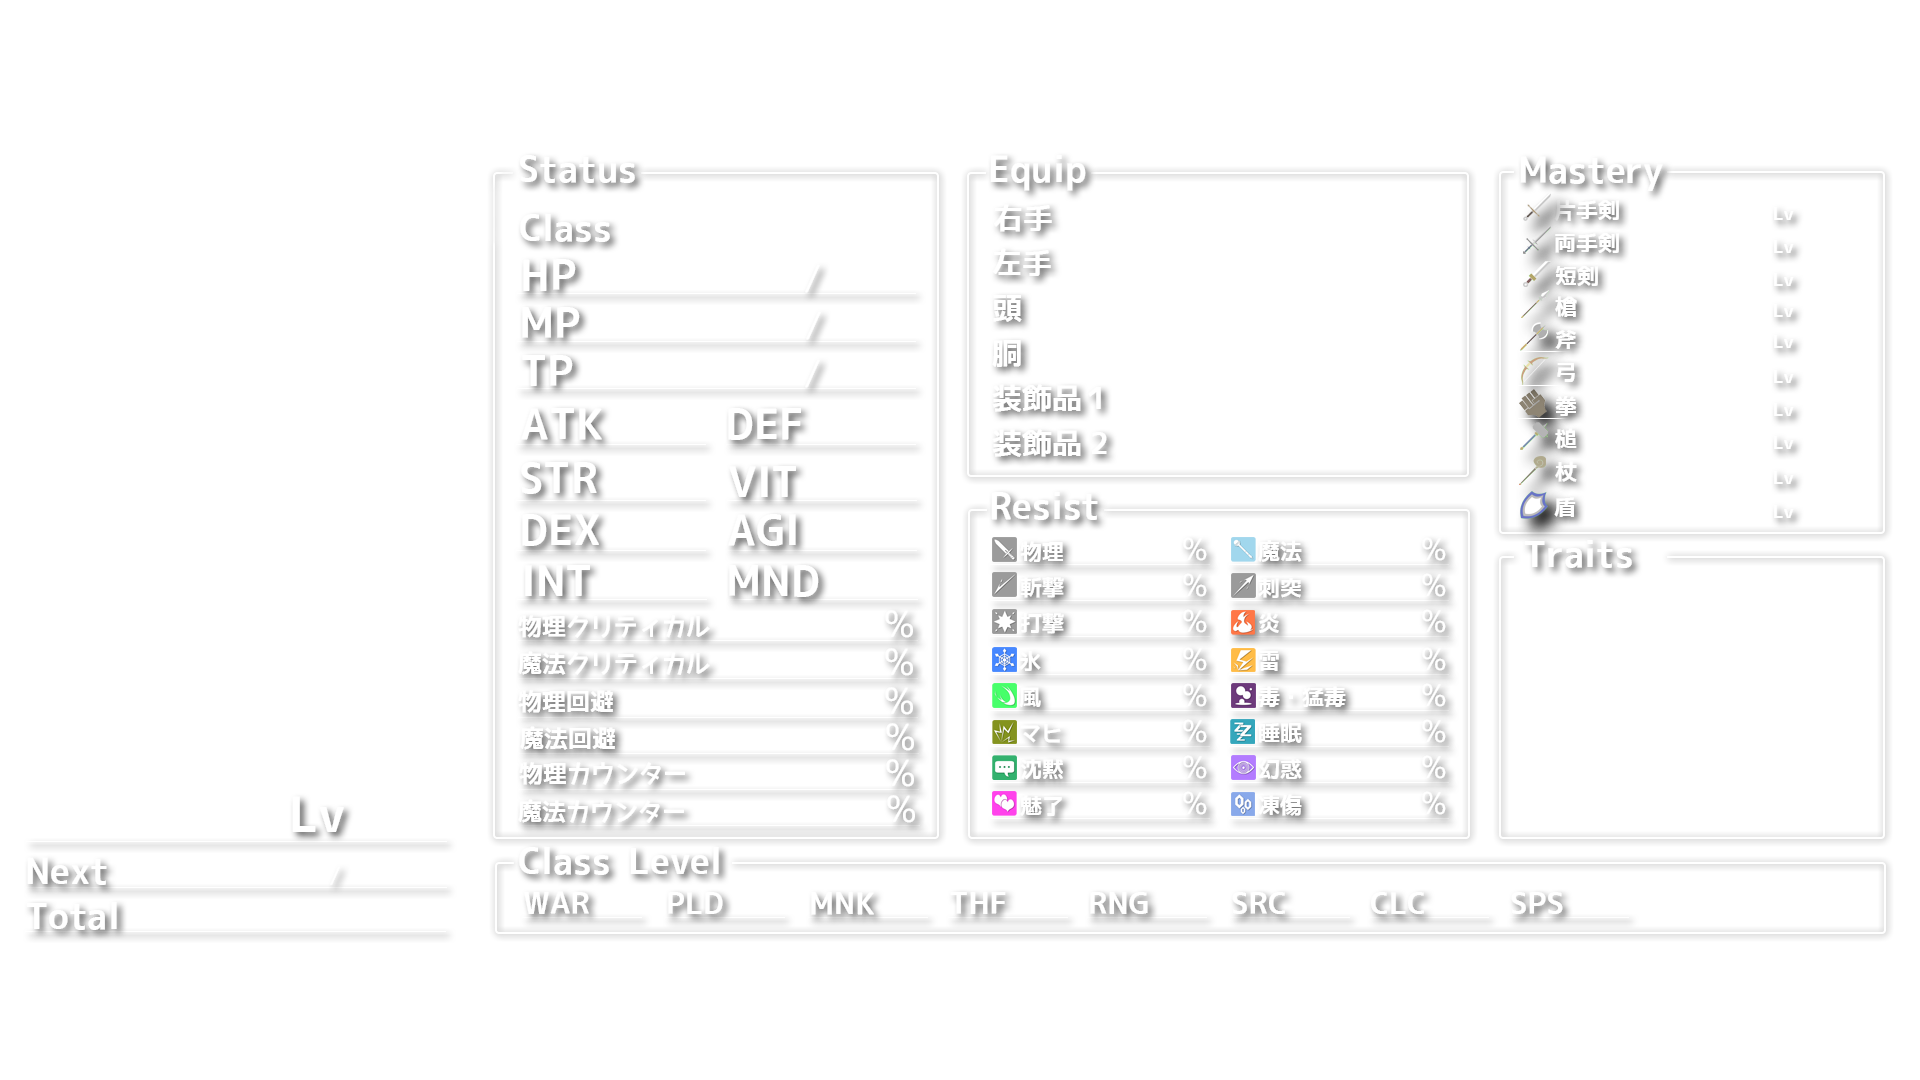 Status
Class
HP /
MP /
TP /
ATK DEF
STR VIT
DEX AGI
INT MND
物理クリティカル %
魔法クリティカル %
物理回避 %
魔法回避 %
物理カウンター %
魔法カウンター %
Equip
右手
左手
頭
胴
装飾品1
装飾品2
Resist
物理 % 魔法 %
斬撃 % 刺突 %
打撃 % 炎 %
氷 % 雷 %
風 % 毒・猛毒 %
マヒ % 睡眠 %
沈黙 % 幻惑 %
魅了 % 凍傷 %
Mastery
片手剣 Lv
両手剣 Lv
短剣 Lv
槍 Lv
斧 Lv
弓 Lv
拳 Lv
槌 Lv
杖 Lv
盾 Lv
Traits
Lv
Next /
Total
Class Level
WAR PLD MNK THF RNG SRC CLC SPS